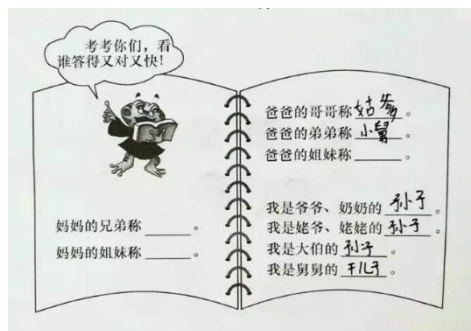 考考你们，看
谁答得又对又快！
妈妈的兄弟称______。
妈妈的姐妹称______。
爸爸的哥哥称姑爹。
爸爸的弟弟称小舅。
爸爸的姐妹称______。
我是爷爷、奶奶的孙子。
我是姥爷、姥姥的孙子。
我是大伯的孙子。
我是舅舅的干儿子。